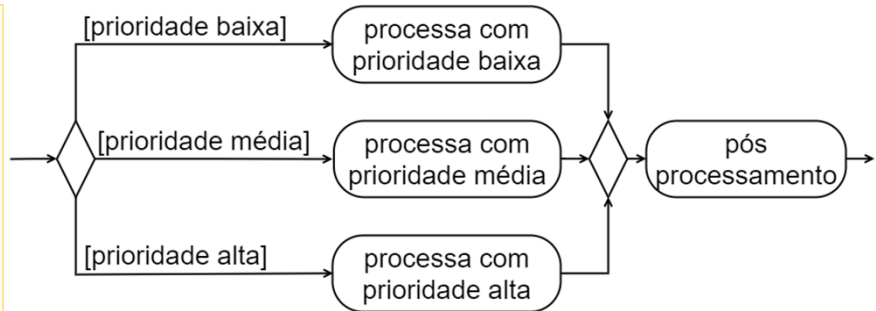 [prioridade baixa]
processa com
prioridade baixa
[prioridade média]
processa com
prioridade média
pós
processamento
[prioridade alta]
processa com
prioridade alta